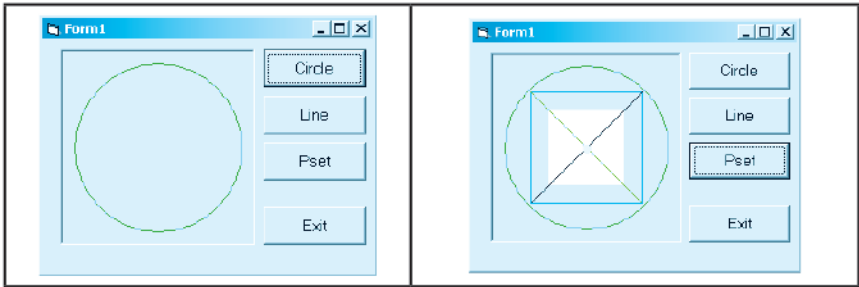 Form1
Circle
Line
Pset
Exit
Form1
Circle
Line
Pset
Exit